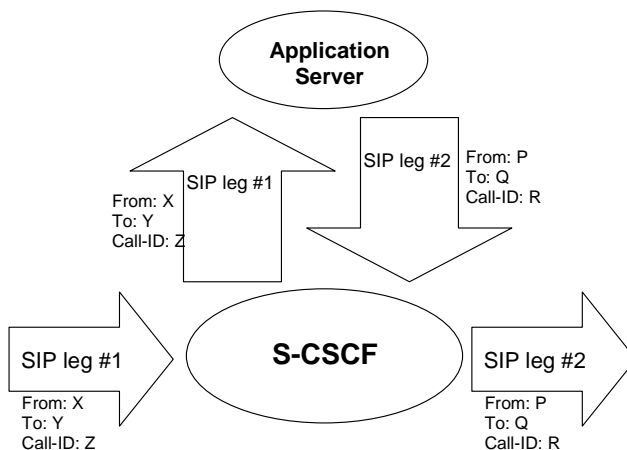 Application
Server
SIP leg #1
From: X
To: Y
Call-ID: Z
SIP leg #2
From: P
To: Q
Call-ID: R
SIP leg #1
From: X
To: Y
Call-ID: Z
S-CSCF
SIP leg #2
From: P
To: Q
Call-ID: R